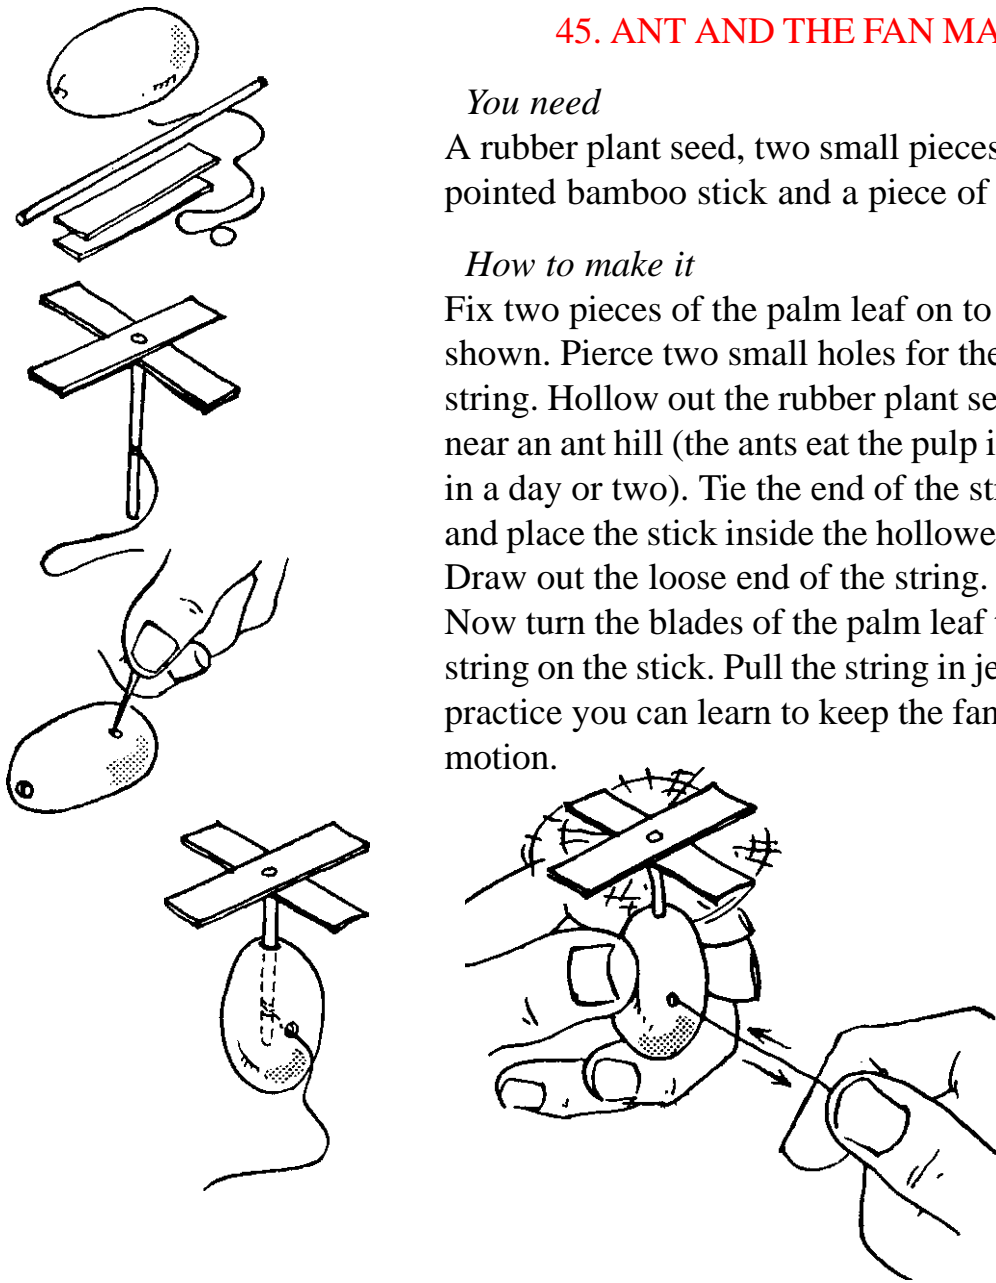 45. ANT AND THE FAN MA
You need
A rubber plant seed, two small pieces
pointed bamboo stick and a piece of
How to make it
Fix two pieces of the palm leaf on to
shown. Pierce two small holes for the
string. Hollow out the rubber plant se
near an ant hill (the ants eat the pulp i
in a day or two). Tie the end of the sti
and place the stick inside the hollowe
Draw out the loose end of the string.
Now turn the blades of the palm leaf
string on the stick. Pull the string in je
practice you can learn to keep the fan
motion.